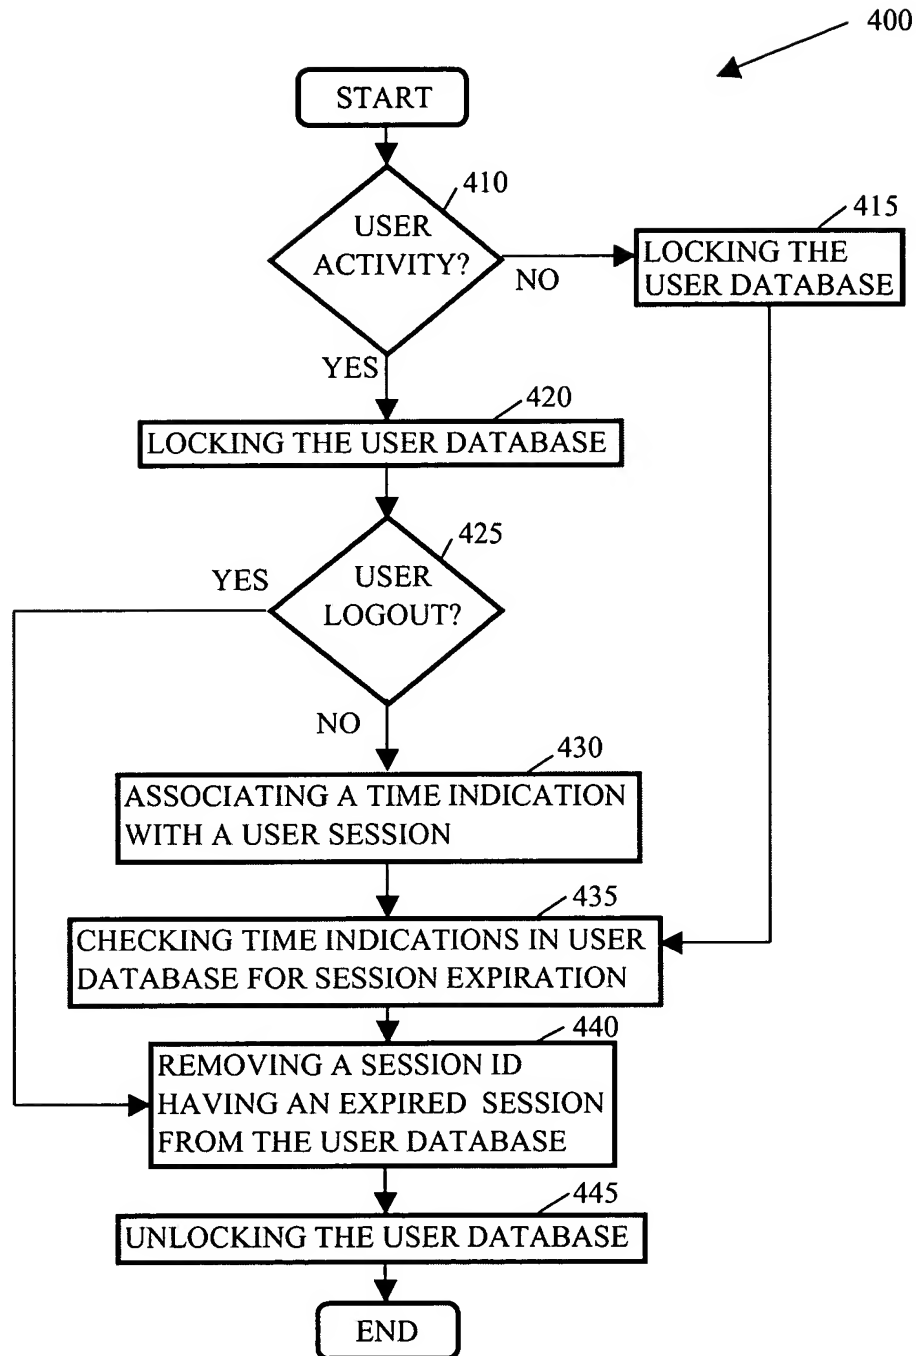 400
START
410
USER
ACTIVITY?
NO
415
LOCKING THE
USER DATABASE
YES
420
LOCKING THE USER DATABASE
425
YES
USER
LOGOUT?
NO
430
ASSOCIATING A TIME INDICATION
WITH A USER SESSION
435
CHECKING TIME INDICATIONS IN USER
DATABASE FOR SESSION EXPIRATION
440
REMOVING A SESSION ID
HAVING AN EXPIRED SESSION
FROM THE USER DATABASE
445
UNLOCKING THE USER DATABASE
END